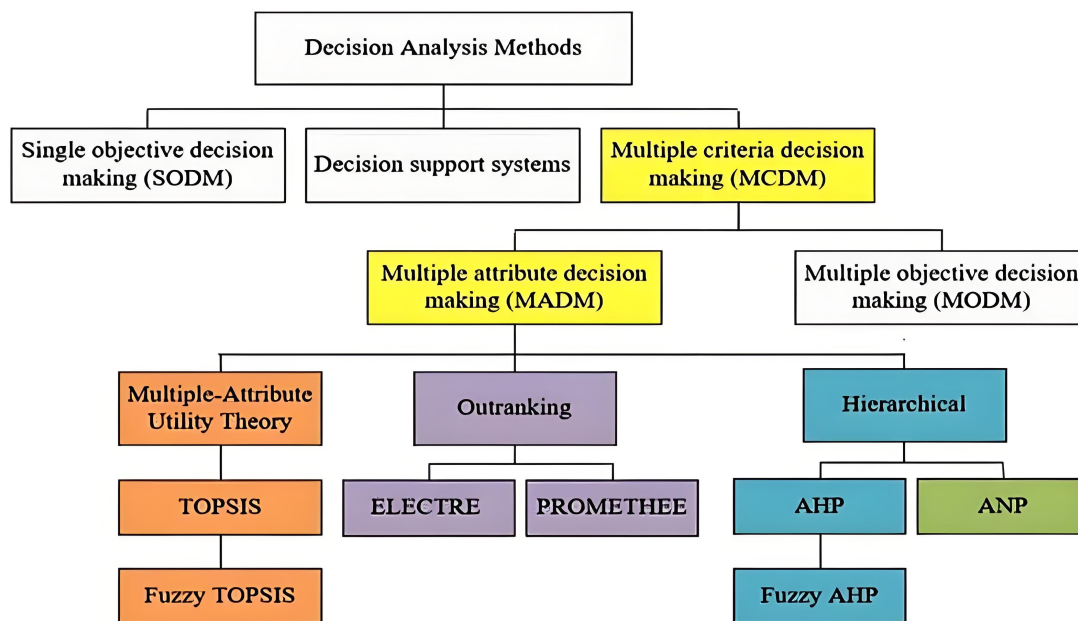 Decision Analysis Methods
Single objective decision
making (SODM)
Decision support systems
Multiple criteria decision
making (MCDM)
Multiple attribute decision
making (MADM)
Multiple objective decision
making (MODM)
Multiple-Attribute
Utility Theory
Outranking
Hierarchical
TOPSIS
ELECTRE
PROMETHEE
AHP
ANP
Fuzzy TOPSIS
Fuzzy AHP